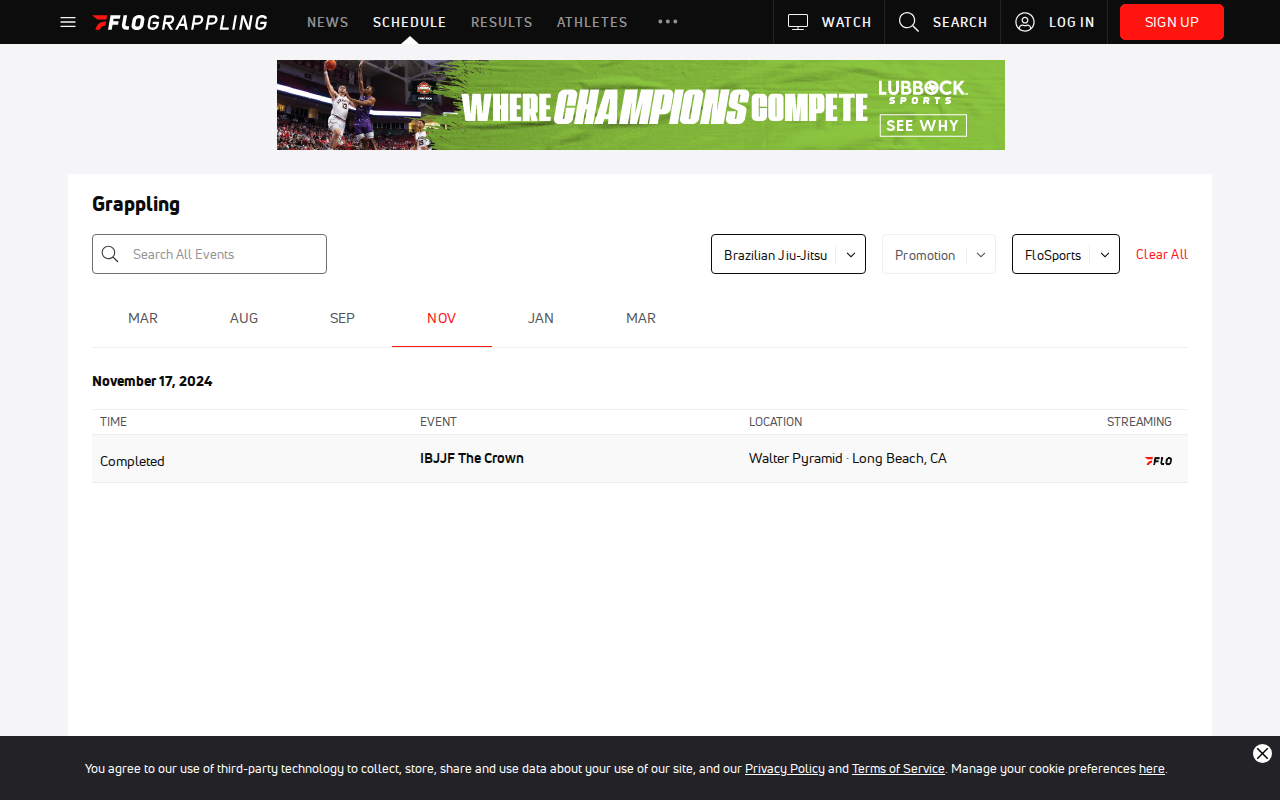 FLOGRAPPLING NEWS SCHEDULE RESULTS ATHLETES ••• WATCH SEARCH LOG IN SIGN UP
WHERE CHAMPIONS COMPETE LUBBOCK SPORTS SEE WHY
Grappling
Search All Events Brazilian Jiu-Jitsu Promotion FloSports Clear All
MAR AUG SEP NOV JAN MAR
November 17, 2024
TIME EVENT LOCATION STREAMING
Completed IBJJF The Crown Walter Pyramid · Long Beach, CA FLO
You agree to our use of third-party technology to collect, store, share and use data about your use of our site, and our Privacy Policy and Terms of Service. Manage your cookie preferences here.